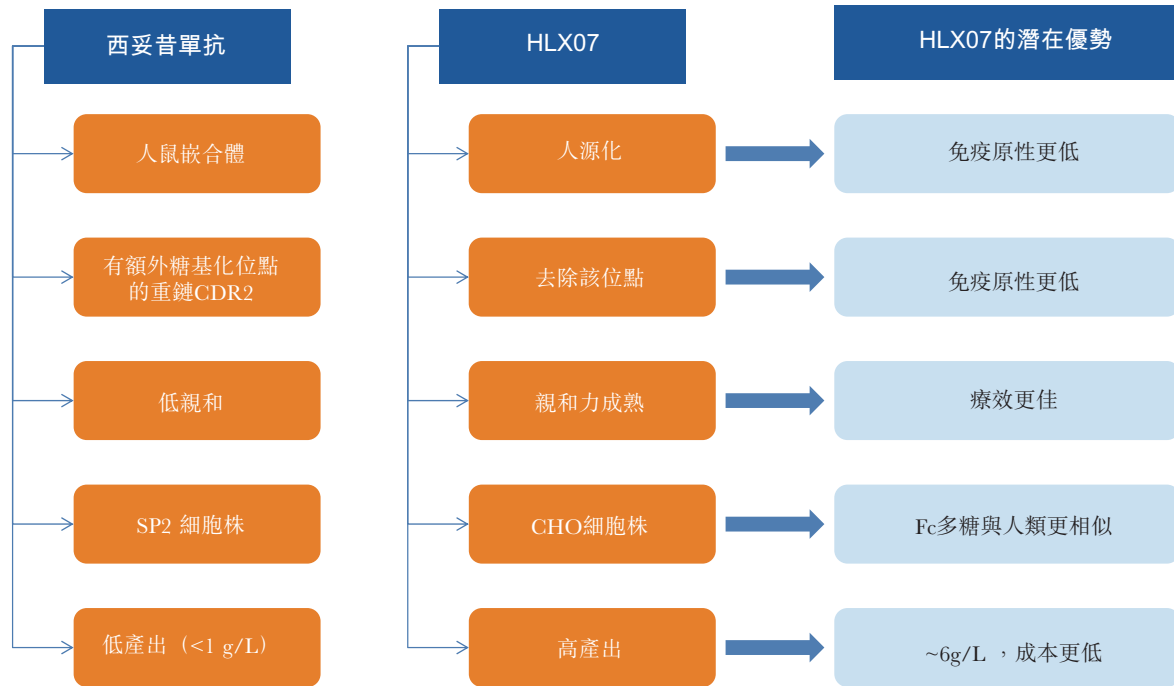 西妥昔單抗
HLX07
HLX07的潛在優勢
人鼠嵌合體
人源化
免疫原性更低
有額外糖基化位點
的重鏈CDR2
去除該位點
免疫原性更低
低親和
親和力成熟
療效更佳
SP2 細胞株
CHO細胞株
Fc多糖與人類更相似
低產出（<1 g/L）
高產出
~6g/L ，成本更低